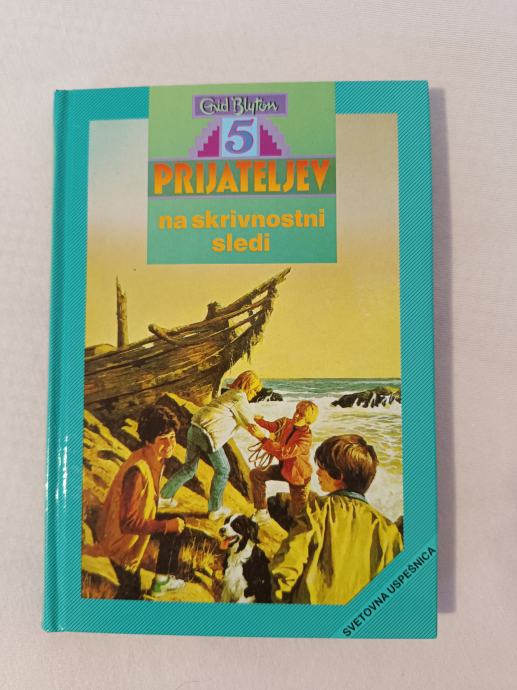 Enid Blyton
5
PRIJATELJEV
na skrivnostni
sledi
SVETOVNA USPEŠNICA